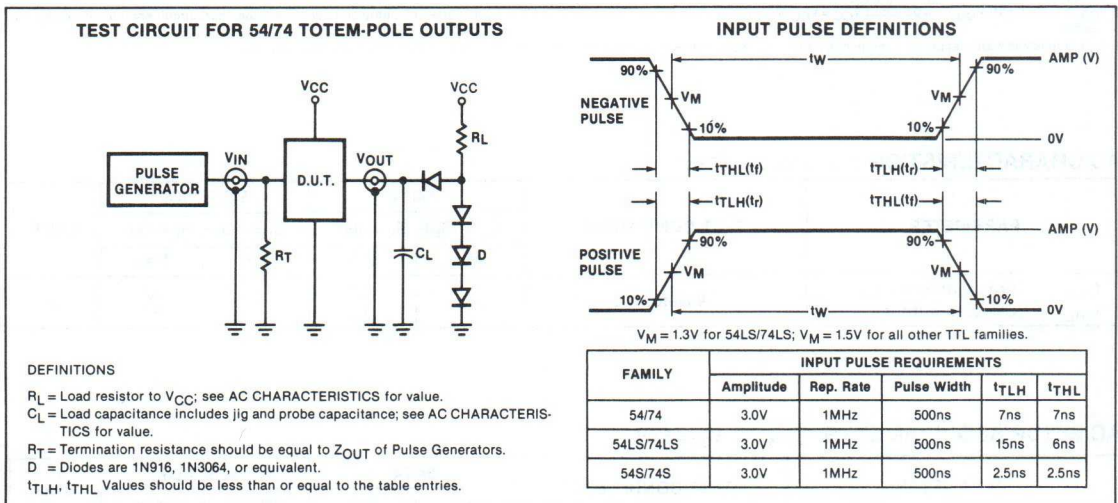 TEST CIRCUIT FOR 54/74 TOTEM-POLE OUTPUTS
VCC
VCC
RL
PULSE
GENERATOR
VIN
D.U.T.
VOUT
RT
CL
D
DEFINITIONS
RL = Load resistor to VCC; see AC CHARACTERISTICS for value.
CL = Load capacitance includes jig and probe capacitance; see AC CHARACTERIS-
TICS for value.
RT = Termination resistance should be equal to ZOUT of Pulse Generators.
D = Diodes are 1N916, 1N3064, or equivalent.
tTLH, tTHL Values should be less than or equal to the table entries.
INPUT PULSE DEFINITIONS
90%
tW
90%
AMP (V)
NEGATIVE
PULSE
VM
VM
10%
10%
0V
tTHL(tf)
tTLH(tr)
tTLH(tr)
tTHL(tf)
AMP (V)
90%
90%
POSITIVE
PULSE
VM
VM
10%
tW
10%
0V
VM = 1.3V for 54LS/74LS; VM = 1.5V for all other TTL families.
FAMILY
INPUT PULSE REQUIREMENTS
Amplitude Rep. Rate Pulse Width tTLH tTHL
54/74 3.0V 1MHz 500ns 7ns 7ns
54LS/74LS 3.0V 1MHz 500ns 15ns 6ns
54S/74S 3.0V 1MHz 500ns 2.5ns 2.5ns